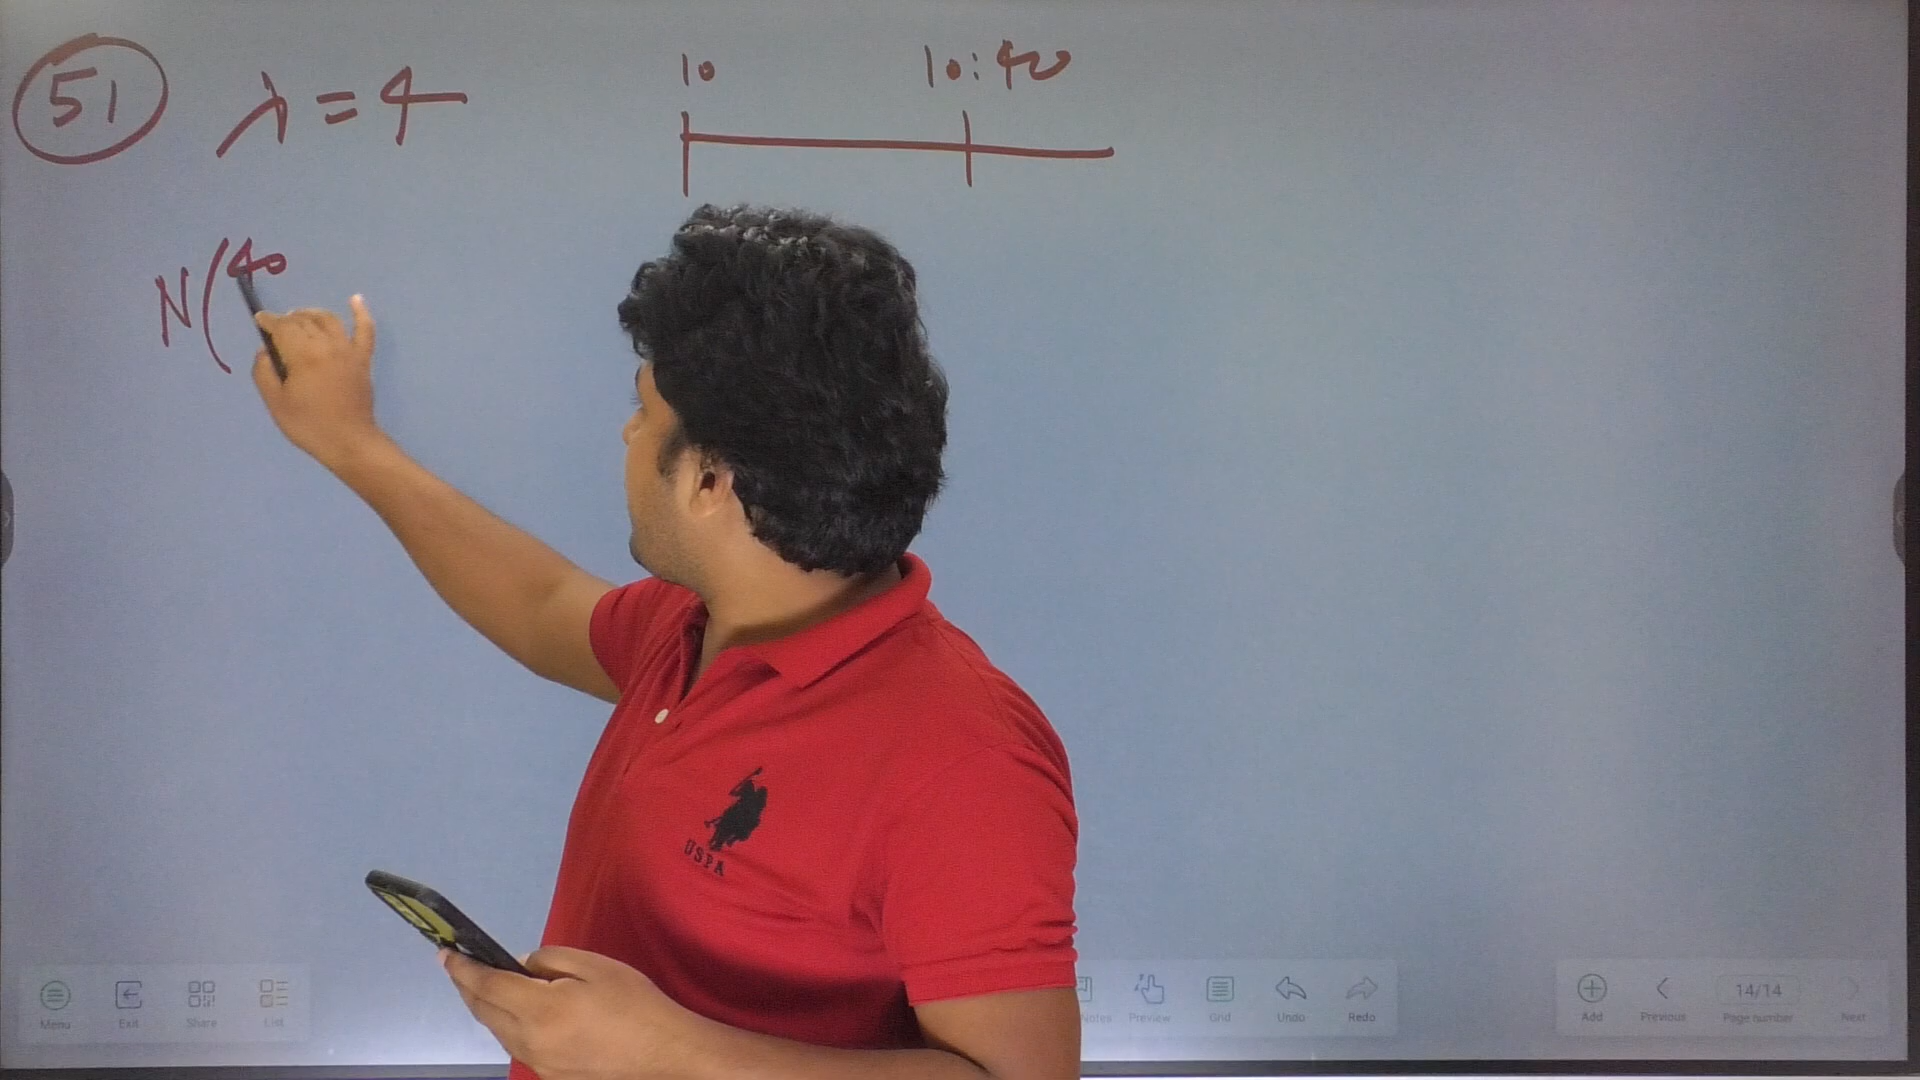 51 λ = 4
10 10:40
N(40
USPA
Menu Exit Share List Notes Preview Grid Undo Redo Add Previous 14/14 Page number Next